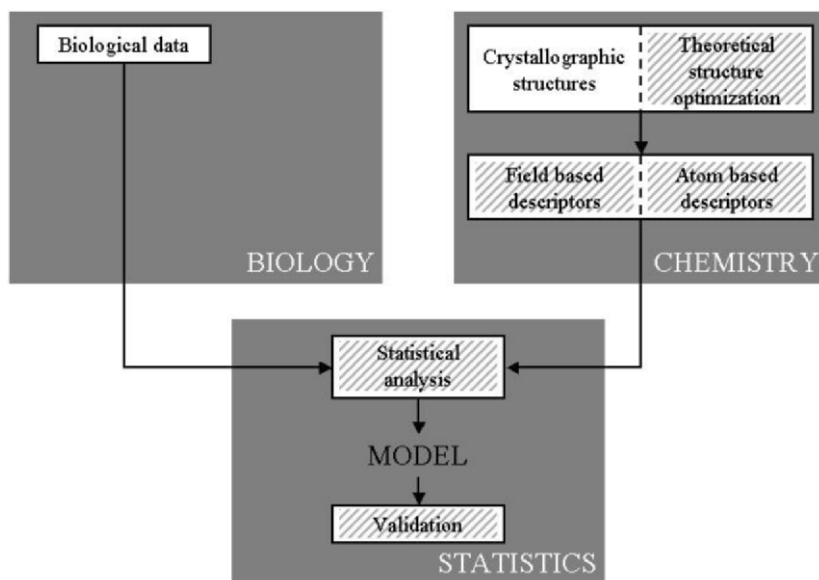 Biological data
BIOLOGY
Crystallographic
structures
Theoretical
structure
optimization
Field based
descriptors
Atom based
descriptors
CHEMISTRY
Statistical
analysis
MODEL
Validation
STATISTICS